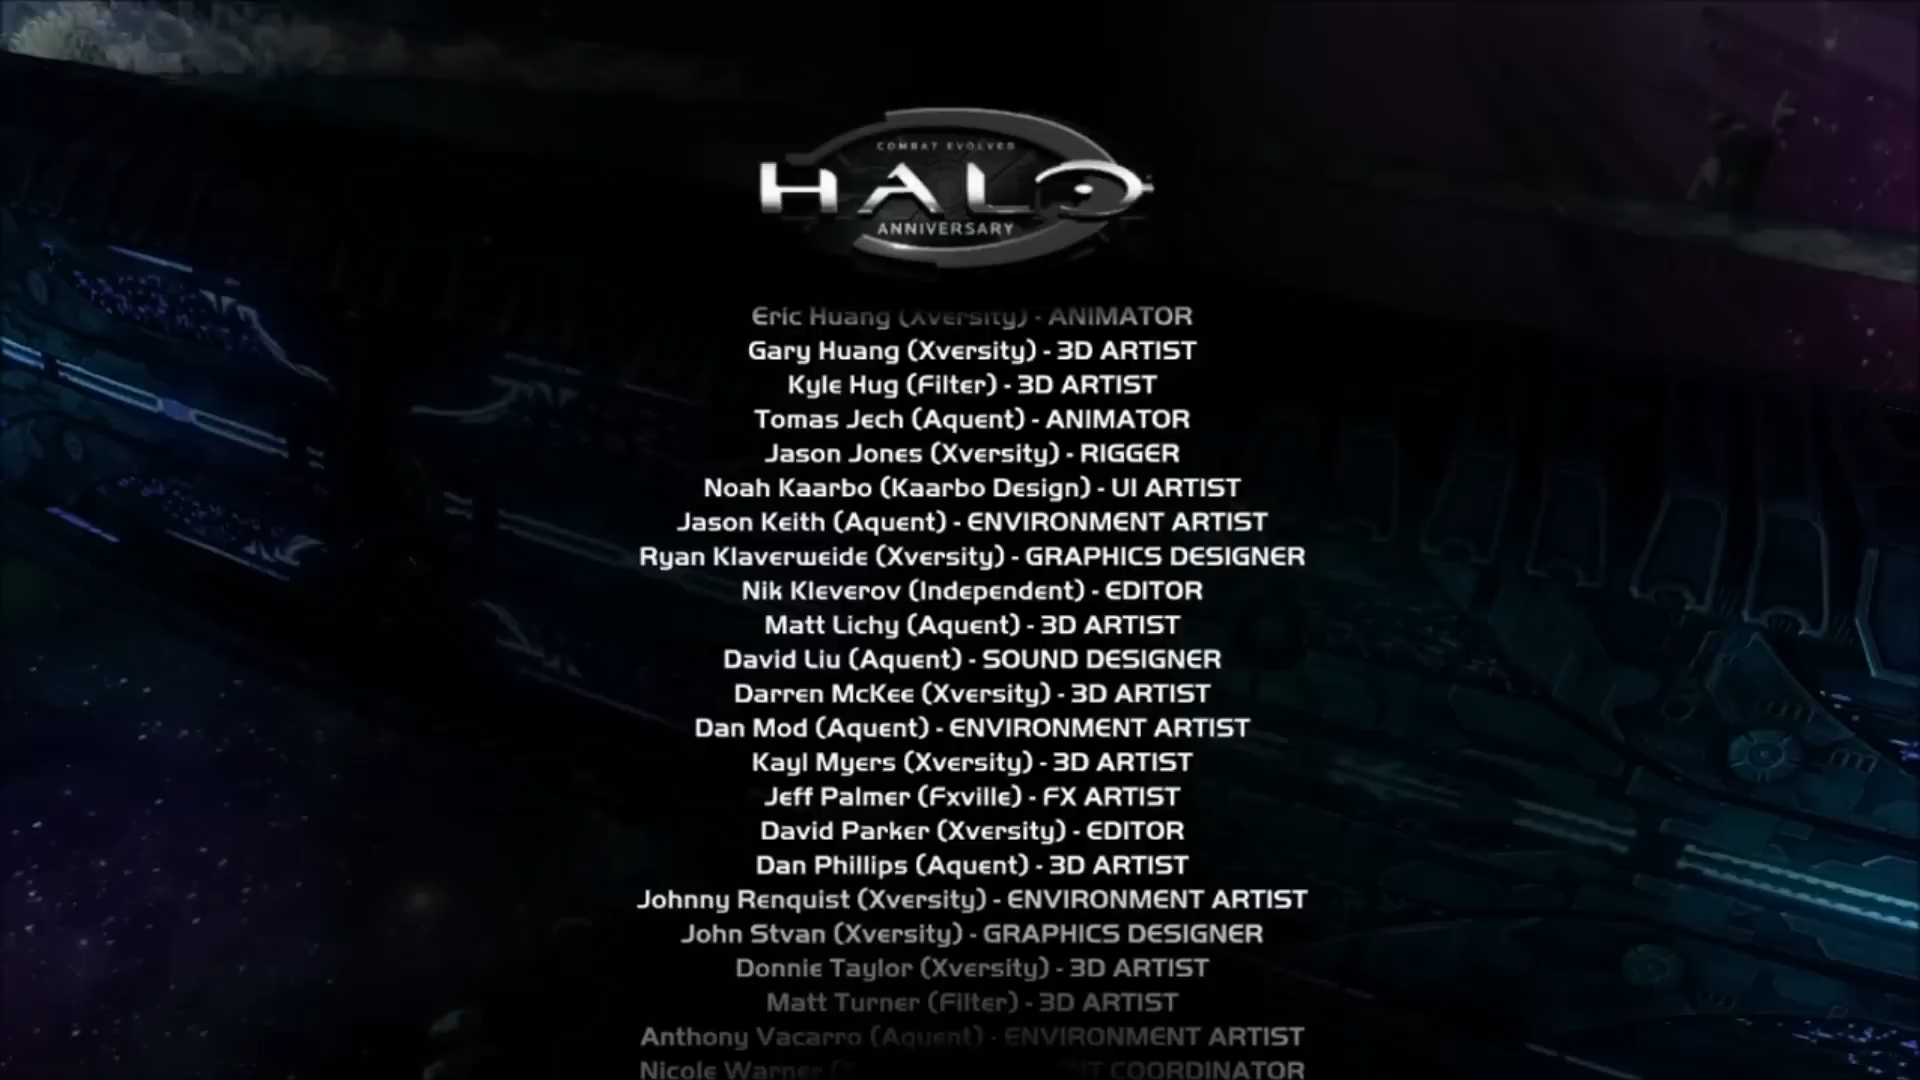 COMBAT EVOLVED
HALO
ANNIVERSARY
Eric Huang (Xversity) - ANIMATOR
Gary Huang (Xversity) - 3D ARTIST
Kyle Hug (Filter) - 3D ARTIST
Tomas Jech (Aquent) - ANIMATOR
Jason Jones (Xversity) - RIGGER
Noah Kaarbo (Kaarbo Design) - UI ARTIST
Jason Keith (Aquent) - ENVIRONMENT ARTIST
Ryan Klaverweide (Xversity) - GRAPHICS DESIGNER
Nik Kleverov (Independent) - EDITOR
Matt Lichy (Aquent) - 3D ARTIST
David Liu (Aquent) - SOUND DESIGNER
Darren McKee (Xversity) - 3D ARTIST
Dan Mod (Aquent) - ENVIRONMENT ARTIST
Kayl Myers (Xversity) - 3D ARTIST
Jeff Palmer (Fxville) - FX ARTIST
David Parker (Xversity) - EDITOR
Dan Phillips (Aquent) - 3D ARTIST
Johnny Renquist (Xversity) - ENVIRONMENT ARTIST
John Stvan (Xversity) - GRAPHICS DESIGNER
Donnie Taylor (Xversity) - 3D ARTIST
Matt Turner (Filter) - 3D ARTIST
Anthony Vacarro (Aquent) - ENVIRONMENT ARTIST
Nicole Warner COORDINATOR